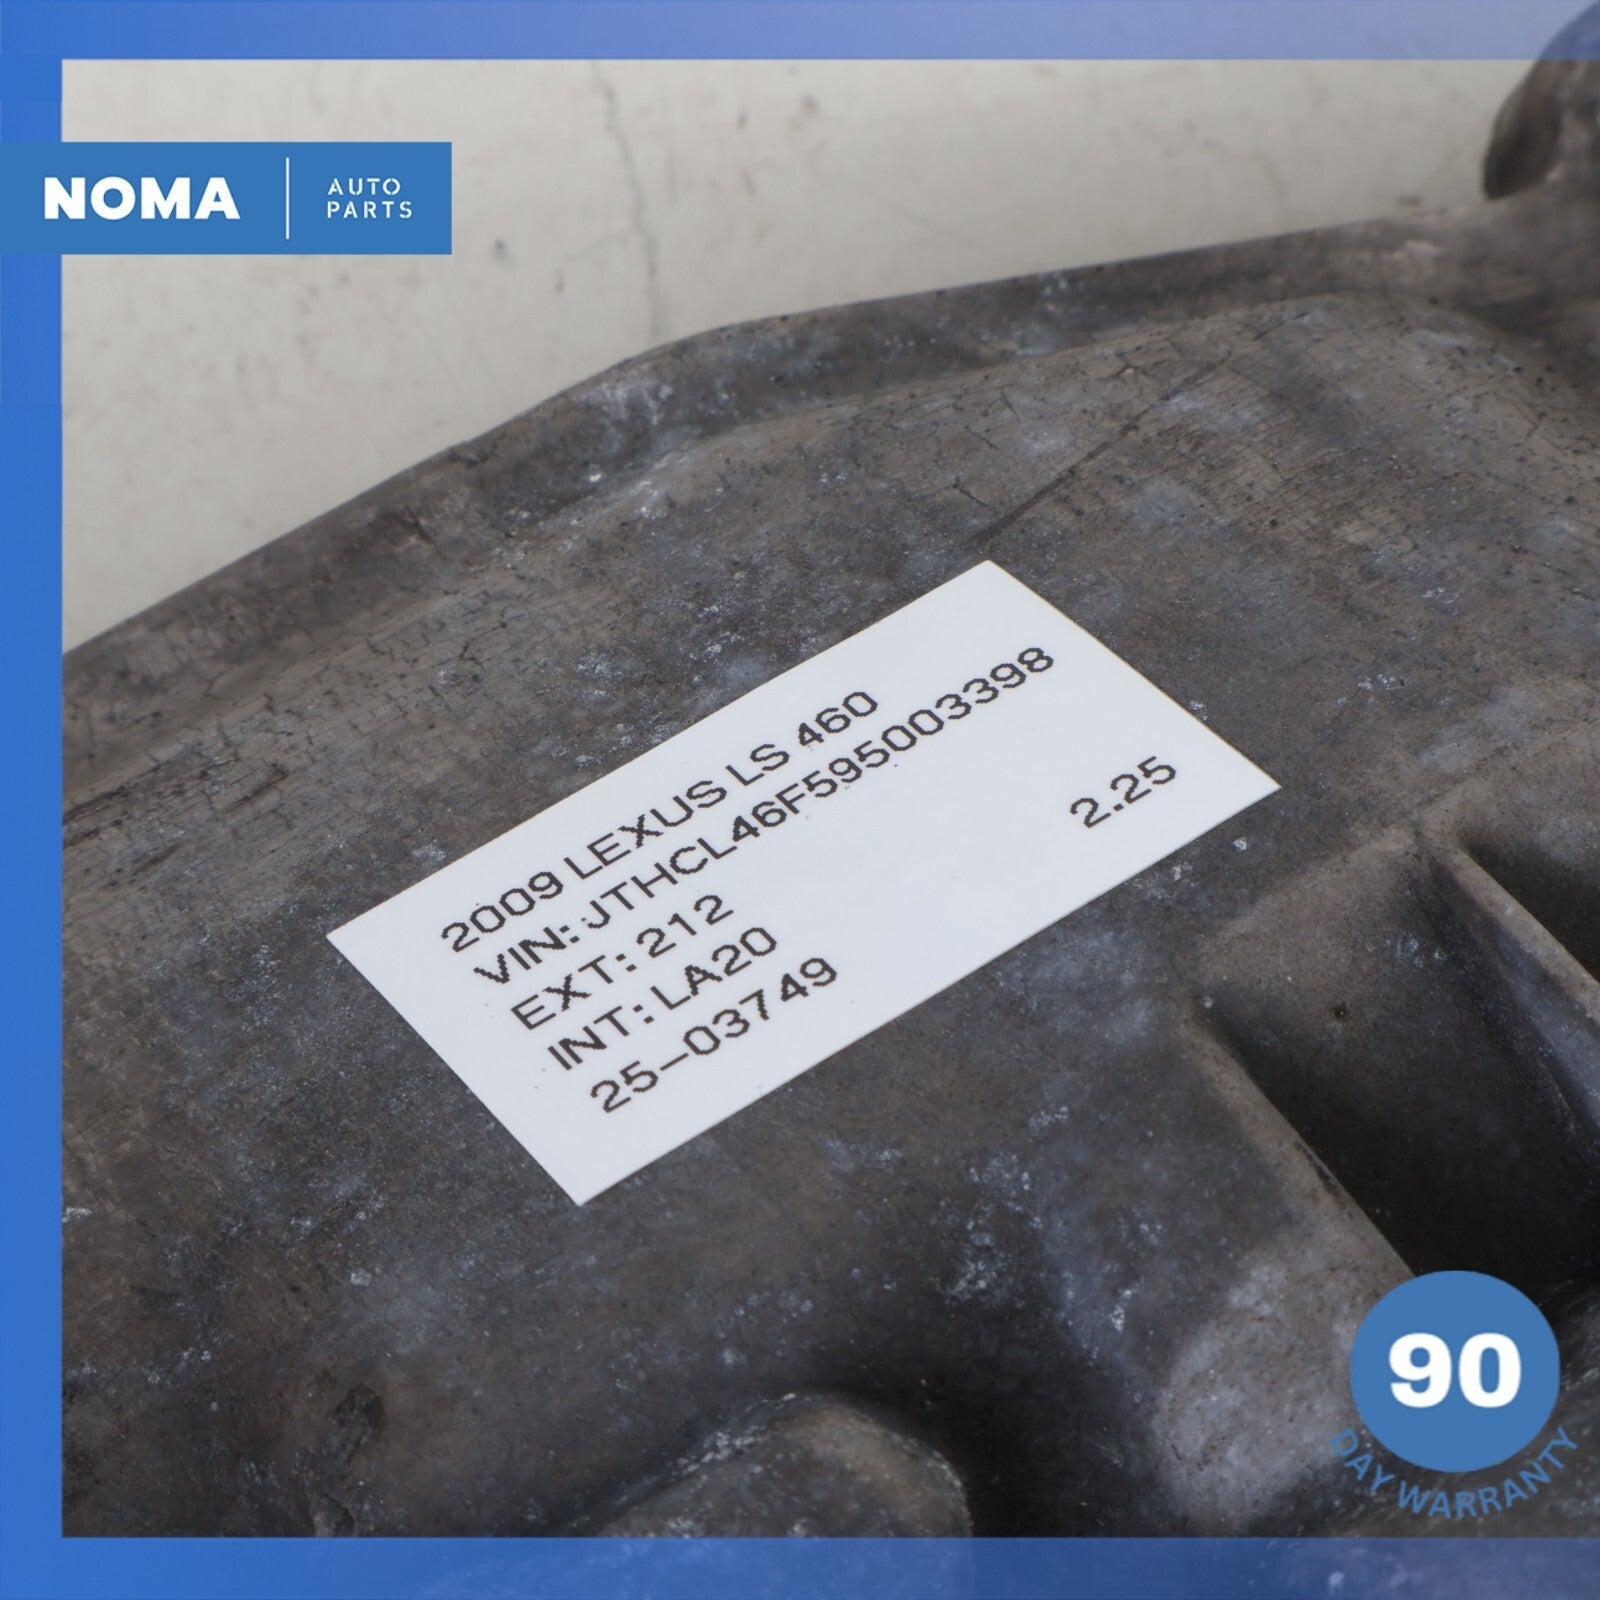 NOMA
AUTO
PARTS
2009 LEXUS LS 460
VIN: JTHCL46F595003398
EXT: 212
INT: LA20
25-03749
2.25
90
DAY WARRANTY